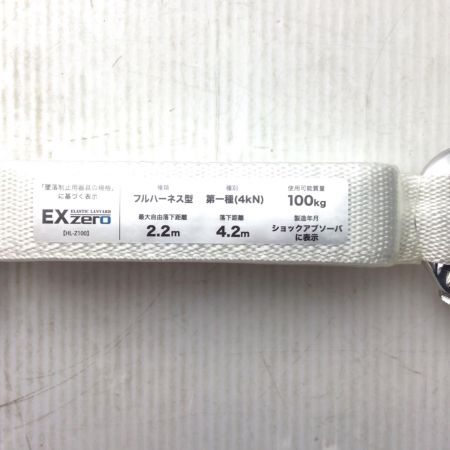 「墜落制止用器具の規格」
に基づく表示
ELASTIC LANYARD
EXzero
【HL-Z100】
種類
フルハーネス型
種別
第一種(4kN)
使用可能質量
100kg
最大自由落下距離
2.2m
落下距離
4.2m
製造年月
ショックアブソーバ
に表示